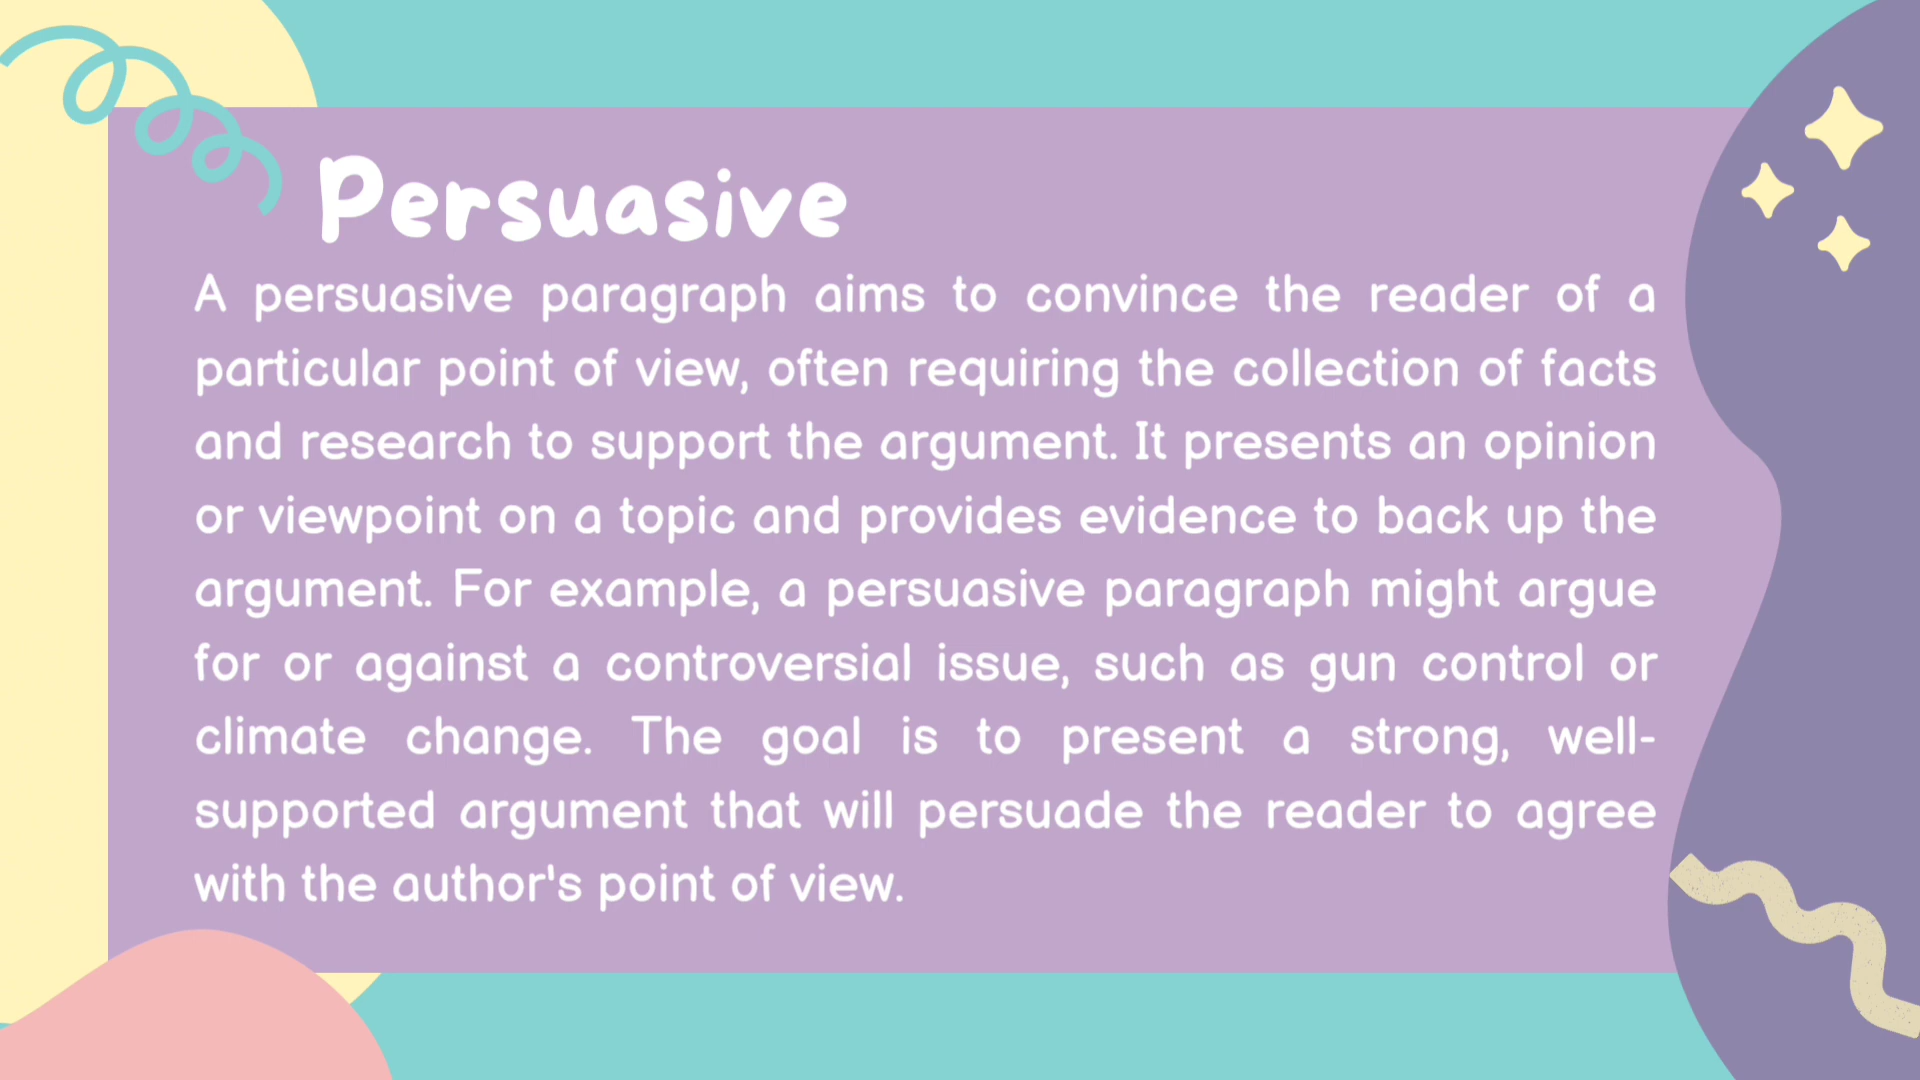 Persuasive
A persuasive paragraph aims to convince the reader of a
particular point of view, often requiring the collection of facts
and research to support the argument. It presents an opinion
or viewpoint on a topic and provides evidence to back up the
argument. For example, a persuasive paragraph might argue
for or against a controversial issue, such as gun control or
climate change. The goal is to present a strong, well-
supported argument that will persuade the reader to agree
with the author's point of view.